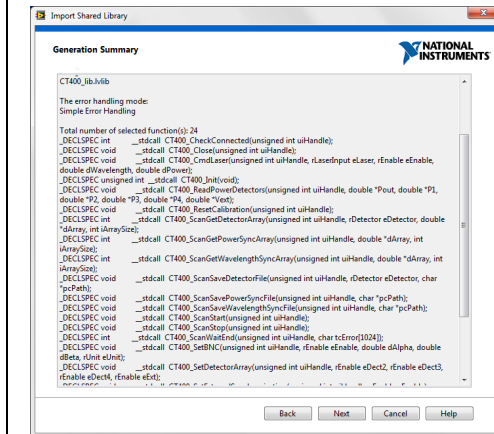 Import Shared Library
Generation Summary
NATIONAL
INSTRUMENTS
CT400_lib.lvlib
The error handling mode:
Simple Error Handling
Total number of selected function(s): 24
_DECLSPEC int __stdcall CT400_CheckConnected(unsigned int uiHandle);
_DECLSPEC void __stdcall CT400_Close(unsigned int uiHandle);
_DECLSPEC void __stdcall CT400_CmdLaser(unsigned int uiHandle, rLaserInput eLaser, rEnable eEnable,
double dWavelength, double dPower);
_DECLSPEC unsigned int __stdcall CT400_Init(void);
_DECLSPEC void __stdcall CT400_ReadPowerDetectors(unsigned int uiHandle, double *Pout, double *P1,
double *P2, double *P3, double *P4, double *Vext);
_DECLSPEC void __stdcall CT400_ResetCalibration(unsigned int uiHandle);
_DECLSPEC int __stdcall CT400_ScanGetDetectorArray(unsigned int uiHandle, rDetector eDetector, double
*dArray, int iArraySize);
_DECLSPEC int __stdcall CT400_ScanGetPowerSyncArray(unsigned int uiHandle, double *dArray, int
iArraySize);
_DECLSPEC int __stdcall CT400_ScanGetWavelengthSyncArray(unsigned int uiHandle, double *dArray, int
iArraySize);
_DECLSPEC void __stdcall CT400_ScanSaveDetectorFile(unsigned int uiHandle, rDetector eDetector, char
*pcPath);
_DECLSPEC void __stdcall CT400_ScanSavePowerSyncFile(unsigned int uiHandle, char *pcPath);
_DECLSPEC void __stdcall CT400_ScanSaveWavelengthSyncFile(unsigned int uiHandle, char *pcPath);
_DECLSPEC void __stdcall CT400_ScanStart(unsigned int uiHandle);
_DECLSPEC void __stdcall CT400_ScanStop(unsigned int uiHandle);
_DECLSPEC int __stdcall CT400_ScanWaitEnd(unsigned int uiHandle, char tcError[1024]);
_DECLSPEC void __stdcall CT400_SetBNC(unsigned int uiHandle, rEnable eEnable, double dAlpha, double
dBeta, rUnit eUnit);
_DECLSPEC void __stdcall CT400_SetDetectorArray(unsigned int uiHandle, rEnable eDect2, rEnable eDect3,
rEnable eDect4, rEnable eExt);
Back Next Cancel Help